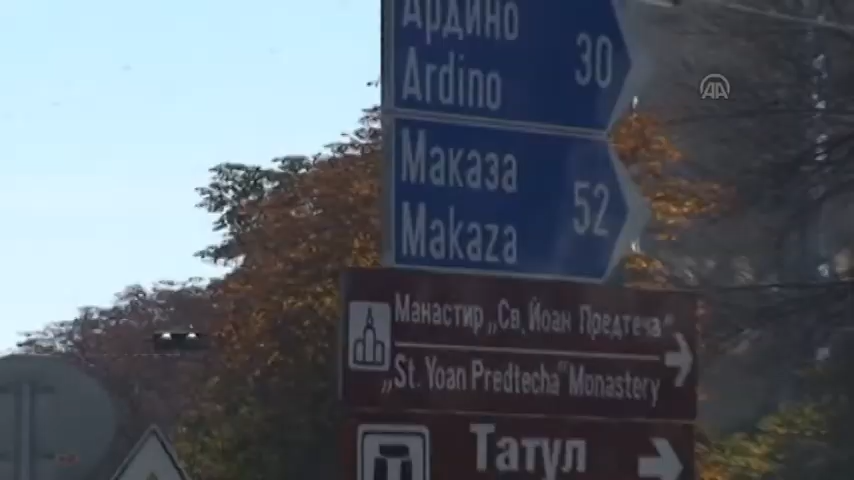 Ардино
Ardino 30
Маказа
Makaza 52
Манастир „Св. Йоан Предтеча“
„St. Yoan Predtecha“ Monastery
Татул
AA